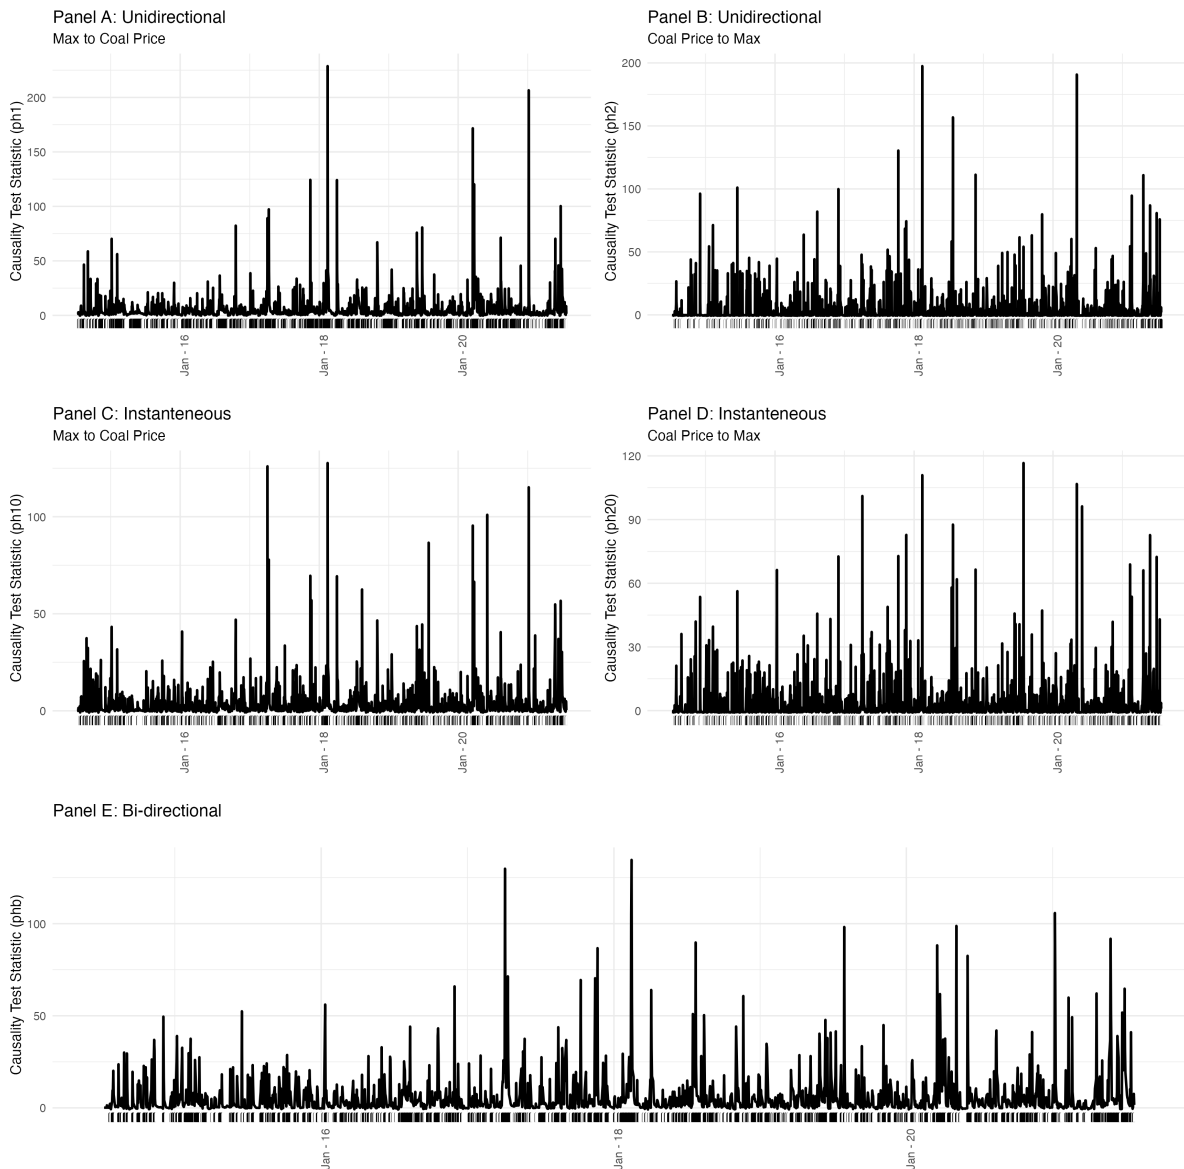 Panel A: Unidirectional
Max to Coal Price
Causality Test Statistic (ph1)
200
150
100
50
0
Jan - 16
Jan - 18
Jan - 20
Panel B: Unidirectional
Coal Price to Max
Causality Test Statistic (ph2)
200
150
100
50
0
Jan - 16
Jan - 18
Jan - 20
Panel C: Instanteneous
Max to Coal Price
Causality Test Statistic (ph10)
100
50
0
Jan - 16
Jan - 18
Jan - 20
Panel D: Instanteneous
Coal Price to Max
Causality Test Statistic (ph20)
120
90
60
30
0
Jan - 16
Jan - 18
Jan - 20
Panel E: Bi-directional
Causality Test Statistic (phb)
100
50
0
Jan - 16
Jan - 18
Jan - 20